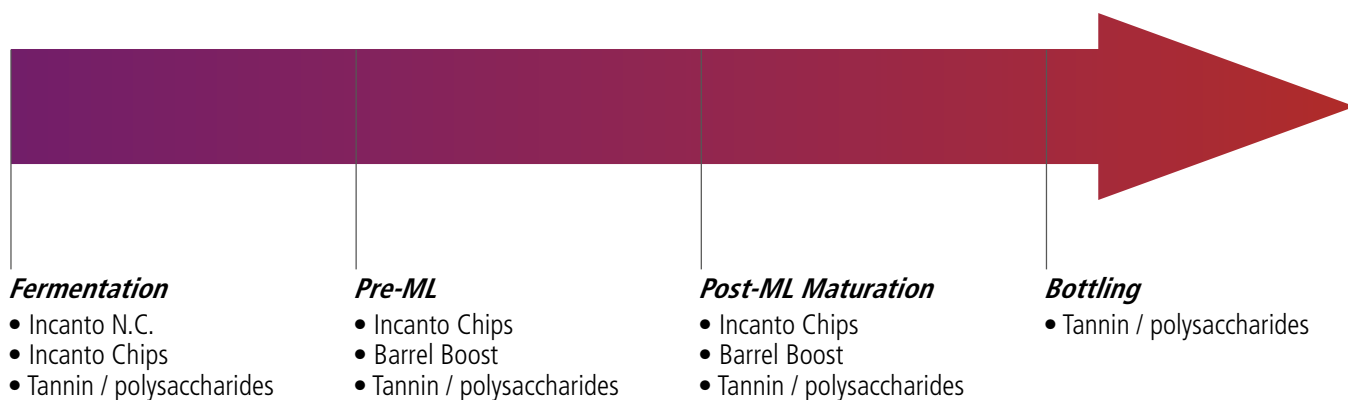 Fermentation
• Incanto N.C.
• Incanto Chips
• Tannin / polysaccharides
Pre-ML
• Incanto Chips
• Barrel Boost
• Tannin / polysaccharides
Post-ML Maturation
• Incanto Chips
• Barrel Boost
• Tannin / polysaccharides
Bottling
• Tannin / polysaccharides